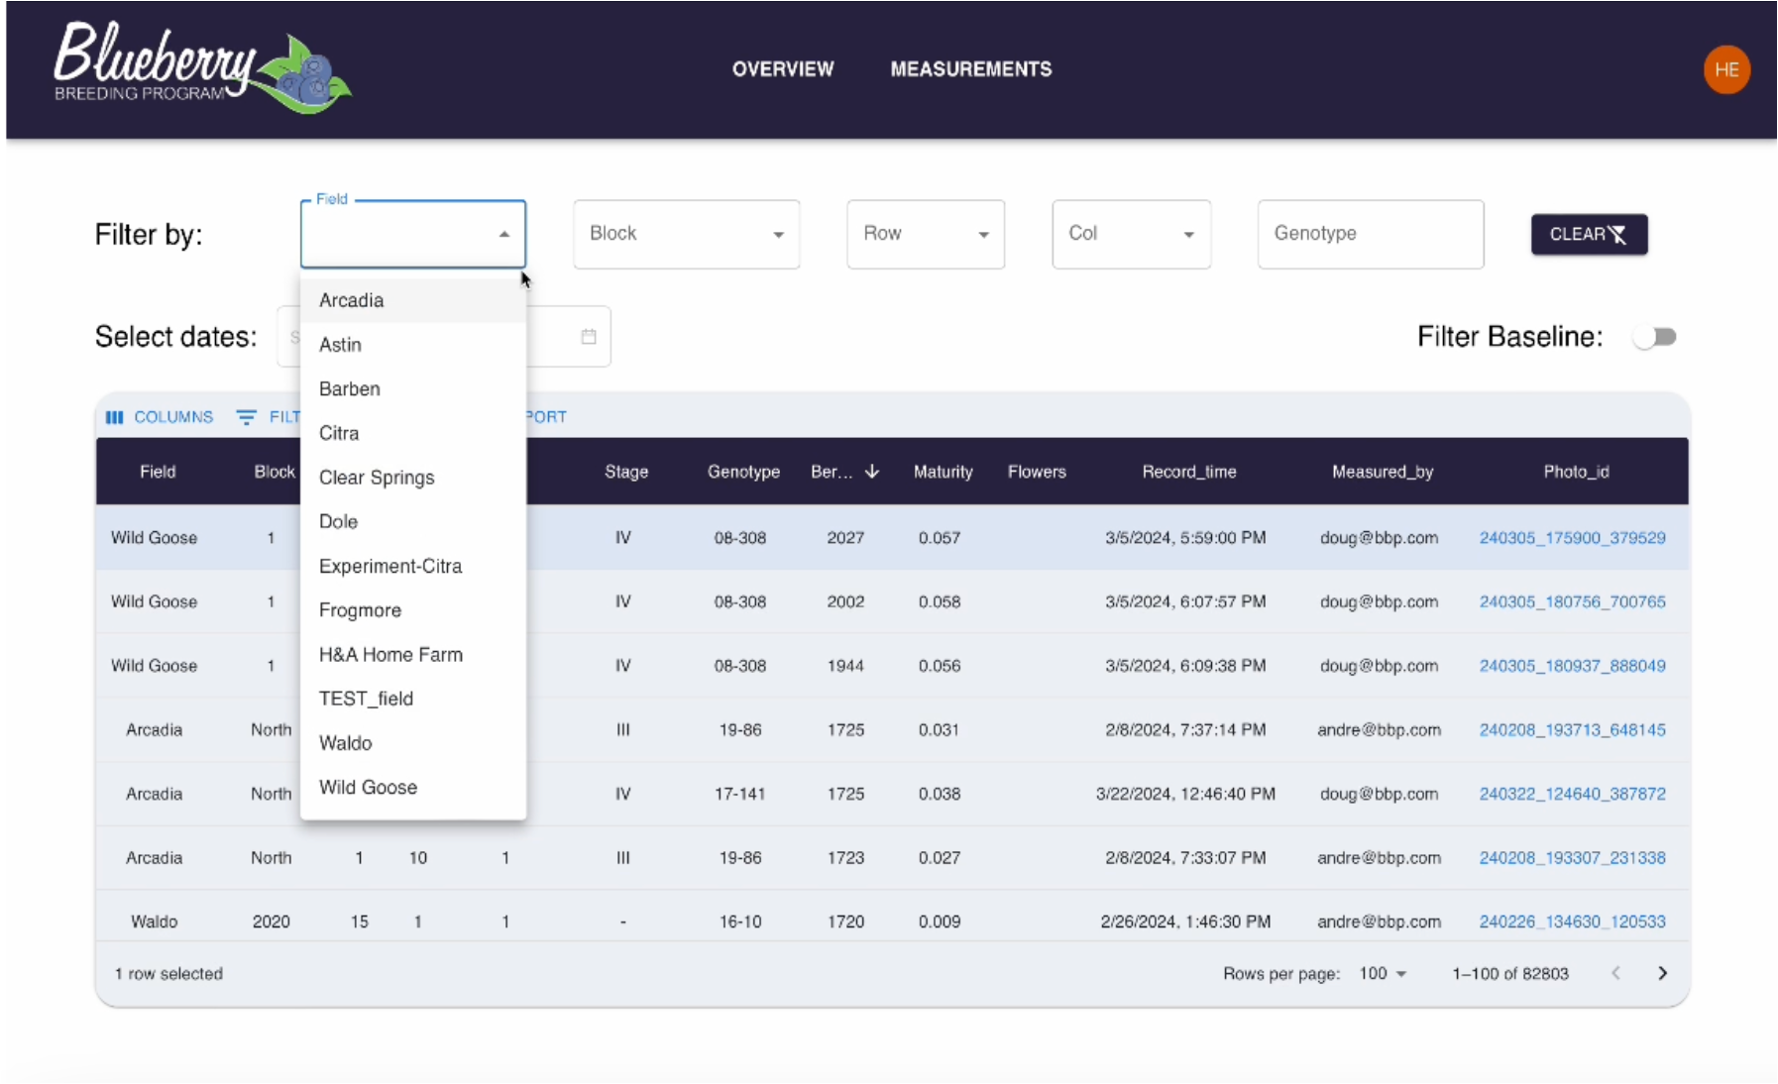 Blueberry
BREEDING PROGRAM
OVERVIEW MEASUREMENTS
HE
Filter by:
Field
Block
Row
Col
Genotype
CLEAR
Arcadia
Astin
Barben
Citra
Clear Springs
Dole
Experiment-Citra
Frogmore
H&A Home Farm
TEST_field
Waldo
Wild Goose
Select dates:
Filter Baseline:
COLUMNS
Field Block Stage Genotype Ber... Maturity Flowers Record_time Measured_by Photo_id
Wild Goose 1 IV 08-308 2027 0.057 3/5/2024, 5:59:00 PM doug@bbp.com 240305_175900_379529
Wild Goose 1 IV 08-308 2002 0.058 3/5/2024, 6:07:57 PM doug@bbp.com 240305_180756_700765
Wild Goose 1 IV 08-308 1944 0.056 3/5/2024, 6:09:38 PM doug@bbp.com 240305_180937_888049
Arcadia North III 19-86 1725 0.031 2/8/2024, 7:37:14 PM andre@bbp.com 240208_193713_648145
Arcadia North IV 17-141 1725 0.038 3/22/2024, 12:46:40 PM doug@bbp.com 240322_124640_387872
Arcadia North 1 10 1 III 19-86 1723 0.027 2/8/2024, 7:33:07 PM andre@bbp.com 240208_193307_231338
Waldo 2020 15 1 1 - 16-10 1720 0.009 2/26/2024, 1:46:30 PM andre@bbp.com 240226_134630_120533
1 row selected
Rows per page: 100 1–100 of 82803